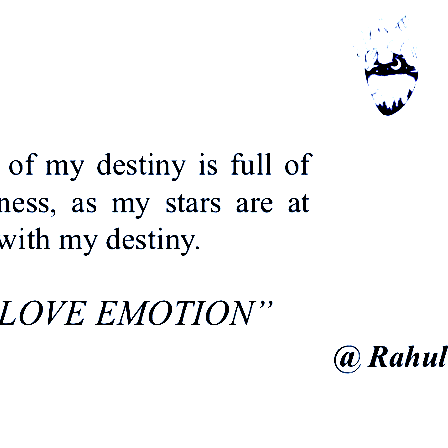 of my destiny is full of
ness, as my stars are at
with my destiny.
LOVE EMOTION”
@ Rahul